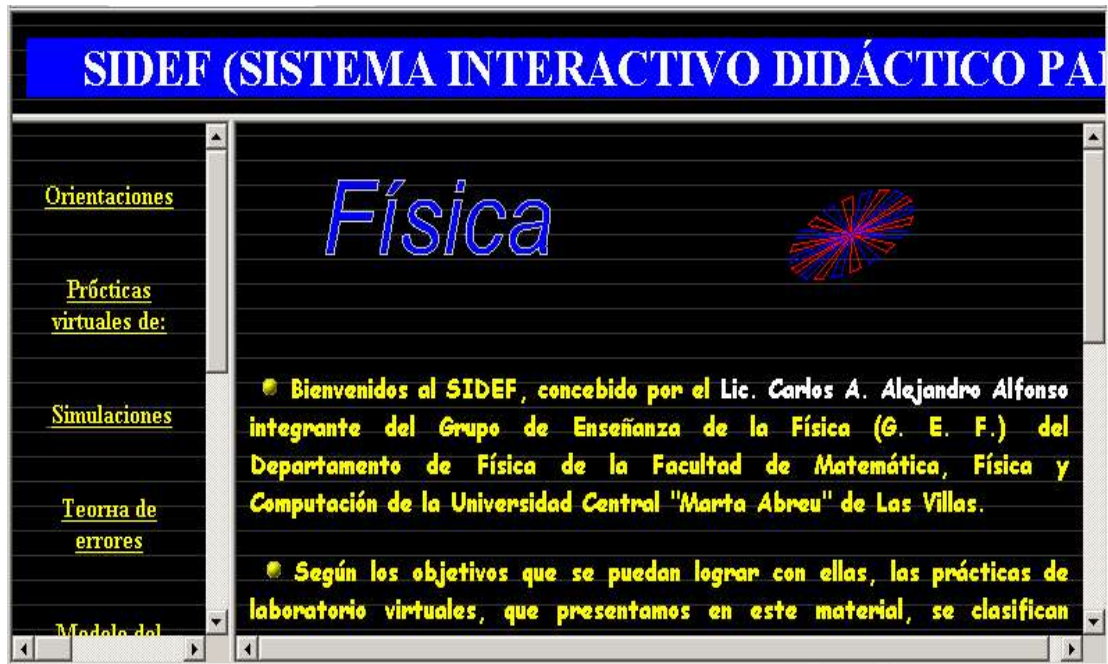 SIDEF (SISTEMA INTERACTIVO DIDÁCTICO
Orientaciones
Prócticas
virtuales de:
Simulaciones
Teorнa de
errores
Modelo del
Física
Bienvenidos al SIDEF, concebido por el Lic. Carlos A. Alejandro Alfonso
integrante del Grupo de Enseñanza de la Física (G. E. F.) del
Departamento de Física de la Facultad de Matemática, Física y
Computación de la Universidad Central "Marta Abreu" de Las Villas.
Según los objetivos que se puedan lograr con ellas, las prácticas de
laboratorio virtuales, que presentamos en este material, se clasifican